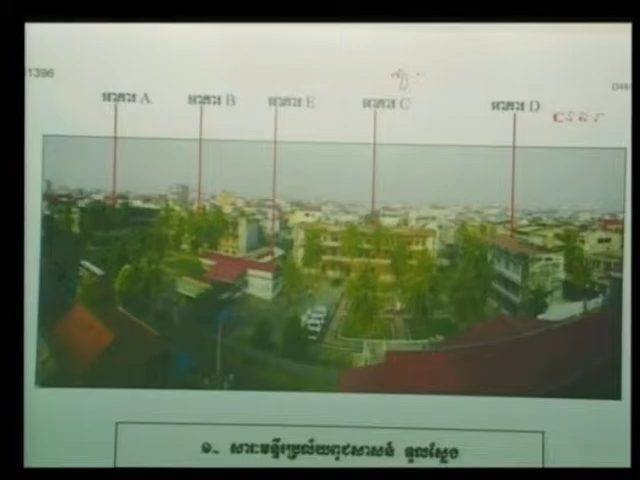 1396
អាគារ A អាគារ B អាគារ E អាគារ C អាគារ D
១. សារមន្ទីរប្រល័យពូជសាសន៍ ទួលស្លែង